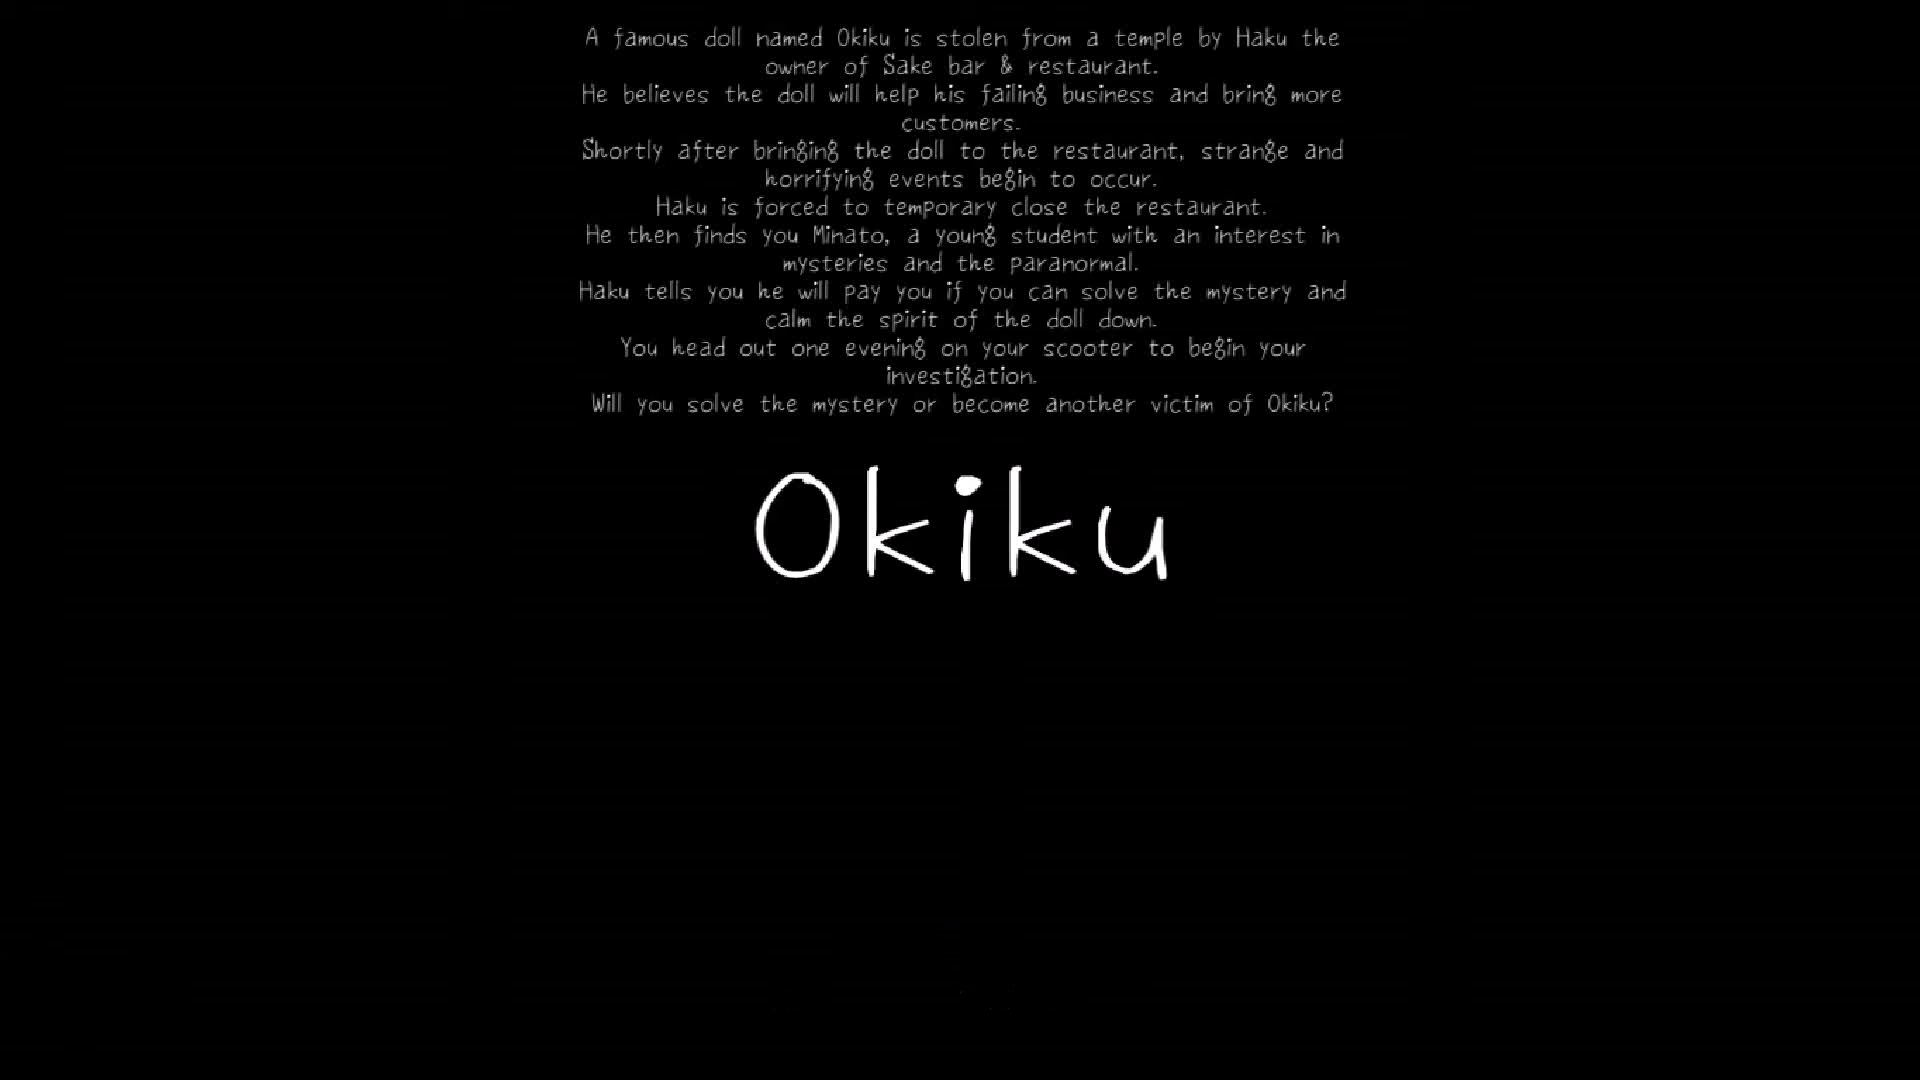 A famous doll named Okiku is stolen from a temple by Haku the
owner of Sake bar & restaurant.
He believes the doll will help his failing business and bring more
customers.
Shortly after bringing the doll to the restaurant, strange and
horrifying events begin to occur.
Haku is forced to temporary close the restaurant.
He then finds you Minato, a young student with an interest in
mysteries and the paranormal.
Haku tells you he will pay you if you can solve the mystery and
calm the spirit of the doll down.
You head out one evening on your scooter to begin your
investigation.
Will you solve the mystery or become another victim of Okiku?
Okiku